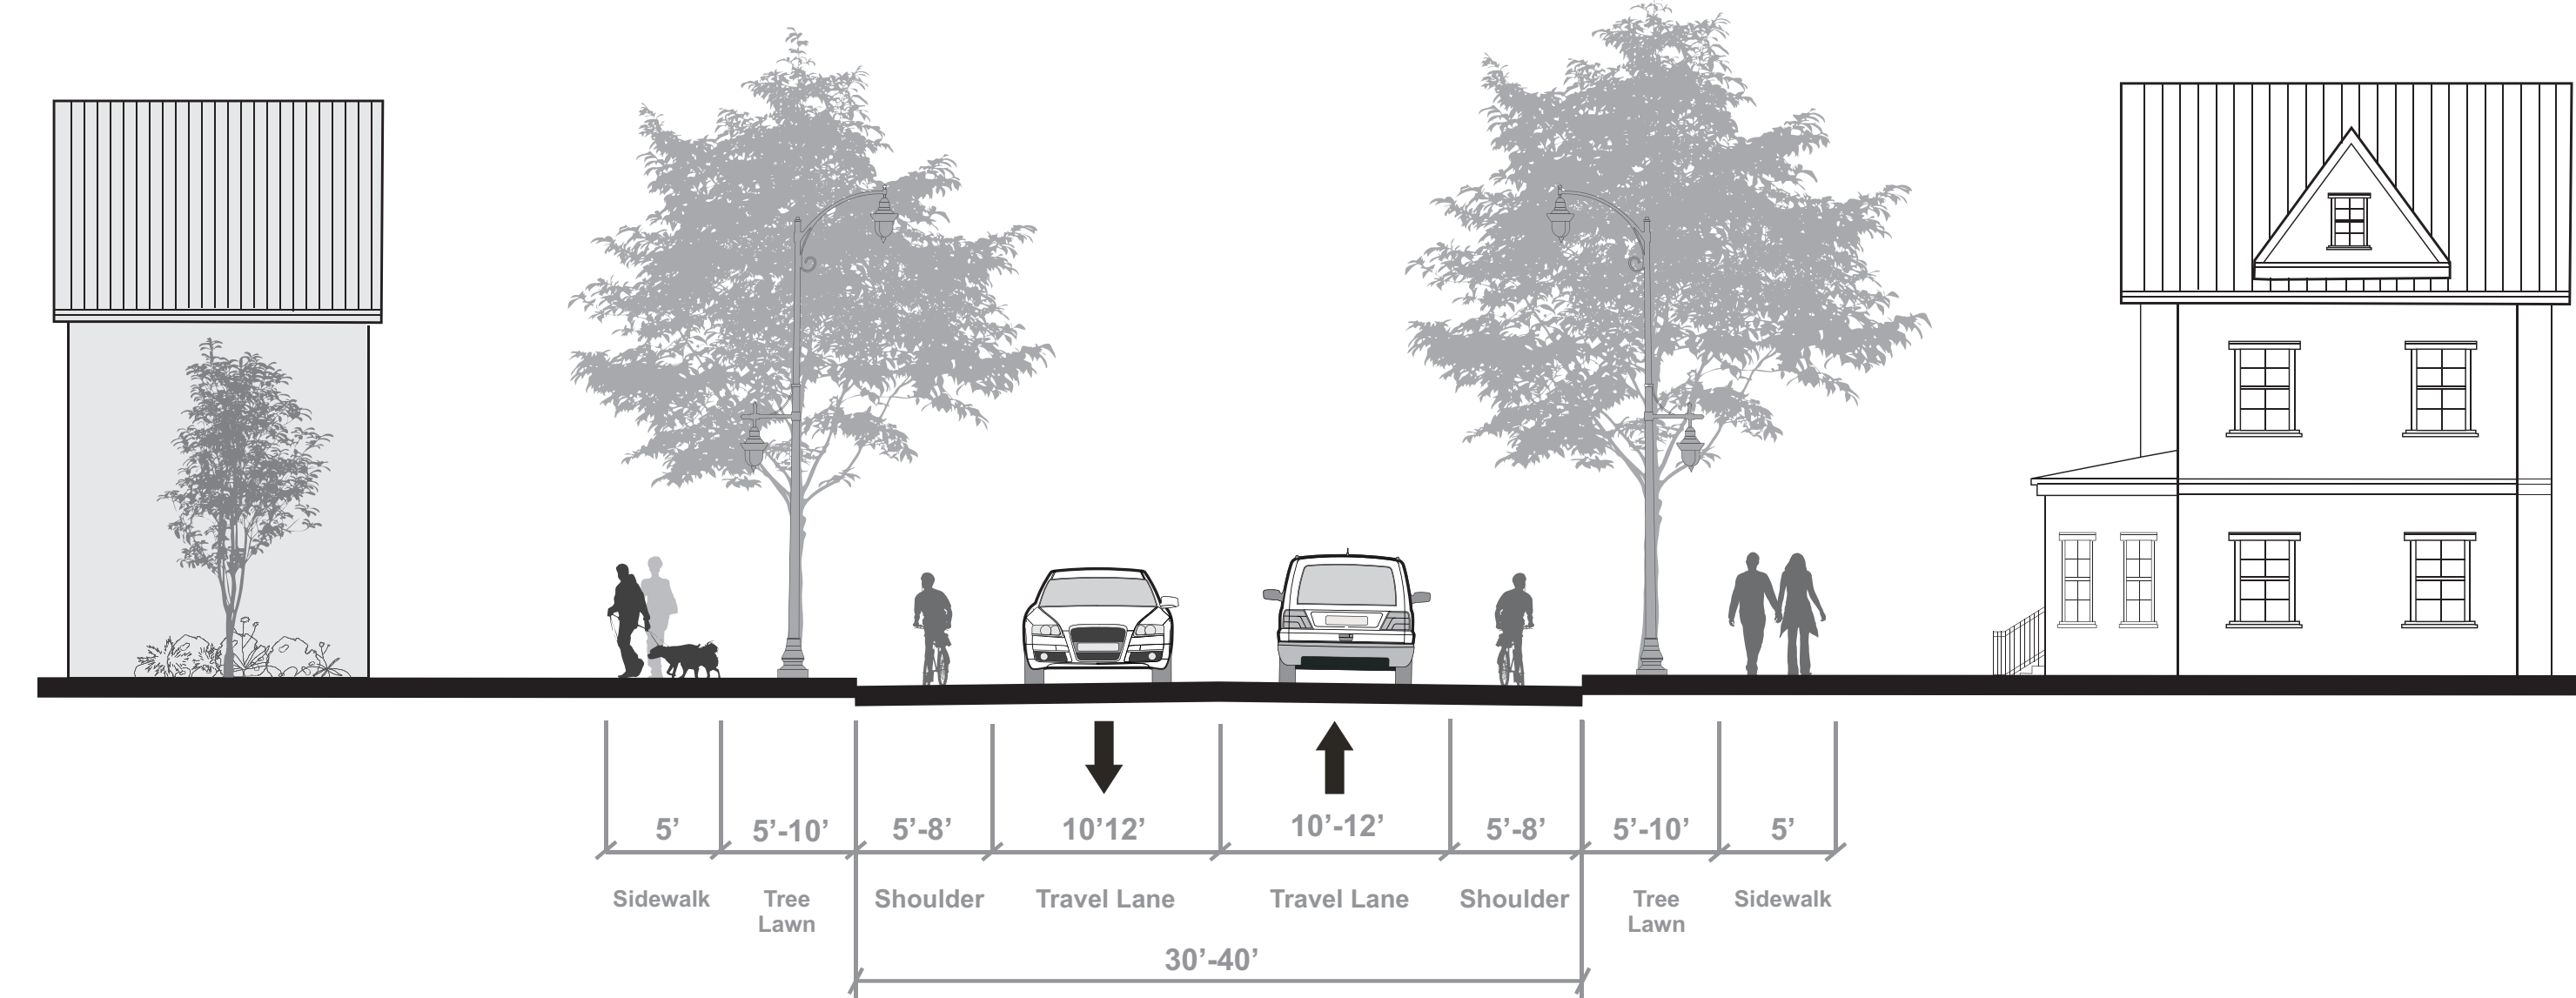 5’
5’-10’
5’-8’
10’12’
10’-12’
5’-8’
5’-10’
5’
Sidewalk
Tree
Lawn
Shoulder
Travel Lane
Travel Lane
Shoulder
Tree
Lawn
Sidewalk
30’-40’